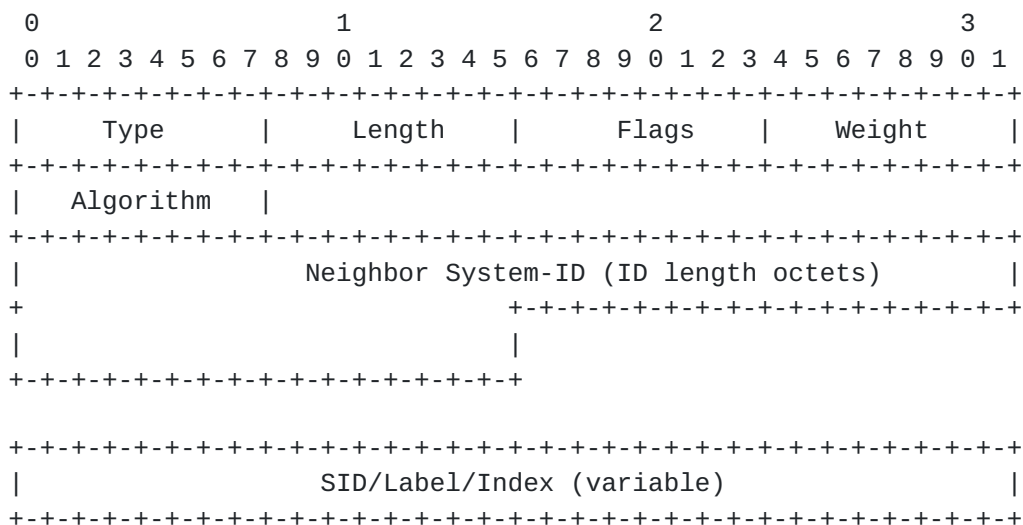 0                   1                   2                   3
 0 1 2 3 4 5 6 7 8 9 0 1 2 3 4 5 6 7 8 9 0 1 2 3 4 5 6 7 8 9 0 1
+-+-+-+-+-+-+-+-+-+-+-+-+-+-+-+-+-+-+-+-+-+-+-+-+-+-+-+-+-+-+-+-+
|     Type      |     Length    |      Flags    |    Weight     |
+-+-+-+-+-+-+-+-+-+-+-+-+-+-+-+-+-+-+-+-+-+-+-+-+-+-+-+-+-+-+-+-+
|   Algorithm   |
+-+-+-+-+-+-+-+-+-+-+-+-+-+-+-+-+-+-+-+-+-+-+-+-+-+-+-+-+-+-+-+-+
|                  Neighbor System-ID (ID length octets)        |
+                               +-+-+-+-+-+-+-+-+-+-+-+-+-+-+-+-+
|                               |
+-+-+-+-+-+-+-+-+-+-+-+-+-+-+-+-+

+-+-+-+-+-+-+-+-+-+-+-+-+-+-+-+-+-+-+-+-+-+-+-+-+-+-+-+-+-+-+-+-+
|                   SID/Label/Index (variable)                  |
+-+-+-+-+-+-+-+-+-+-+-+-+-+-+-+-+-+-+-+-+-+-+-+-+-+-+-+-+-+-+-+-+